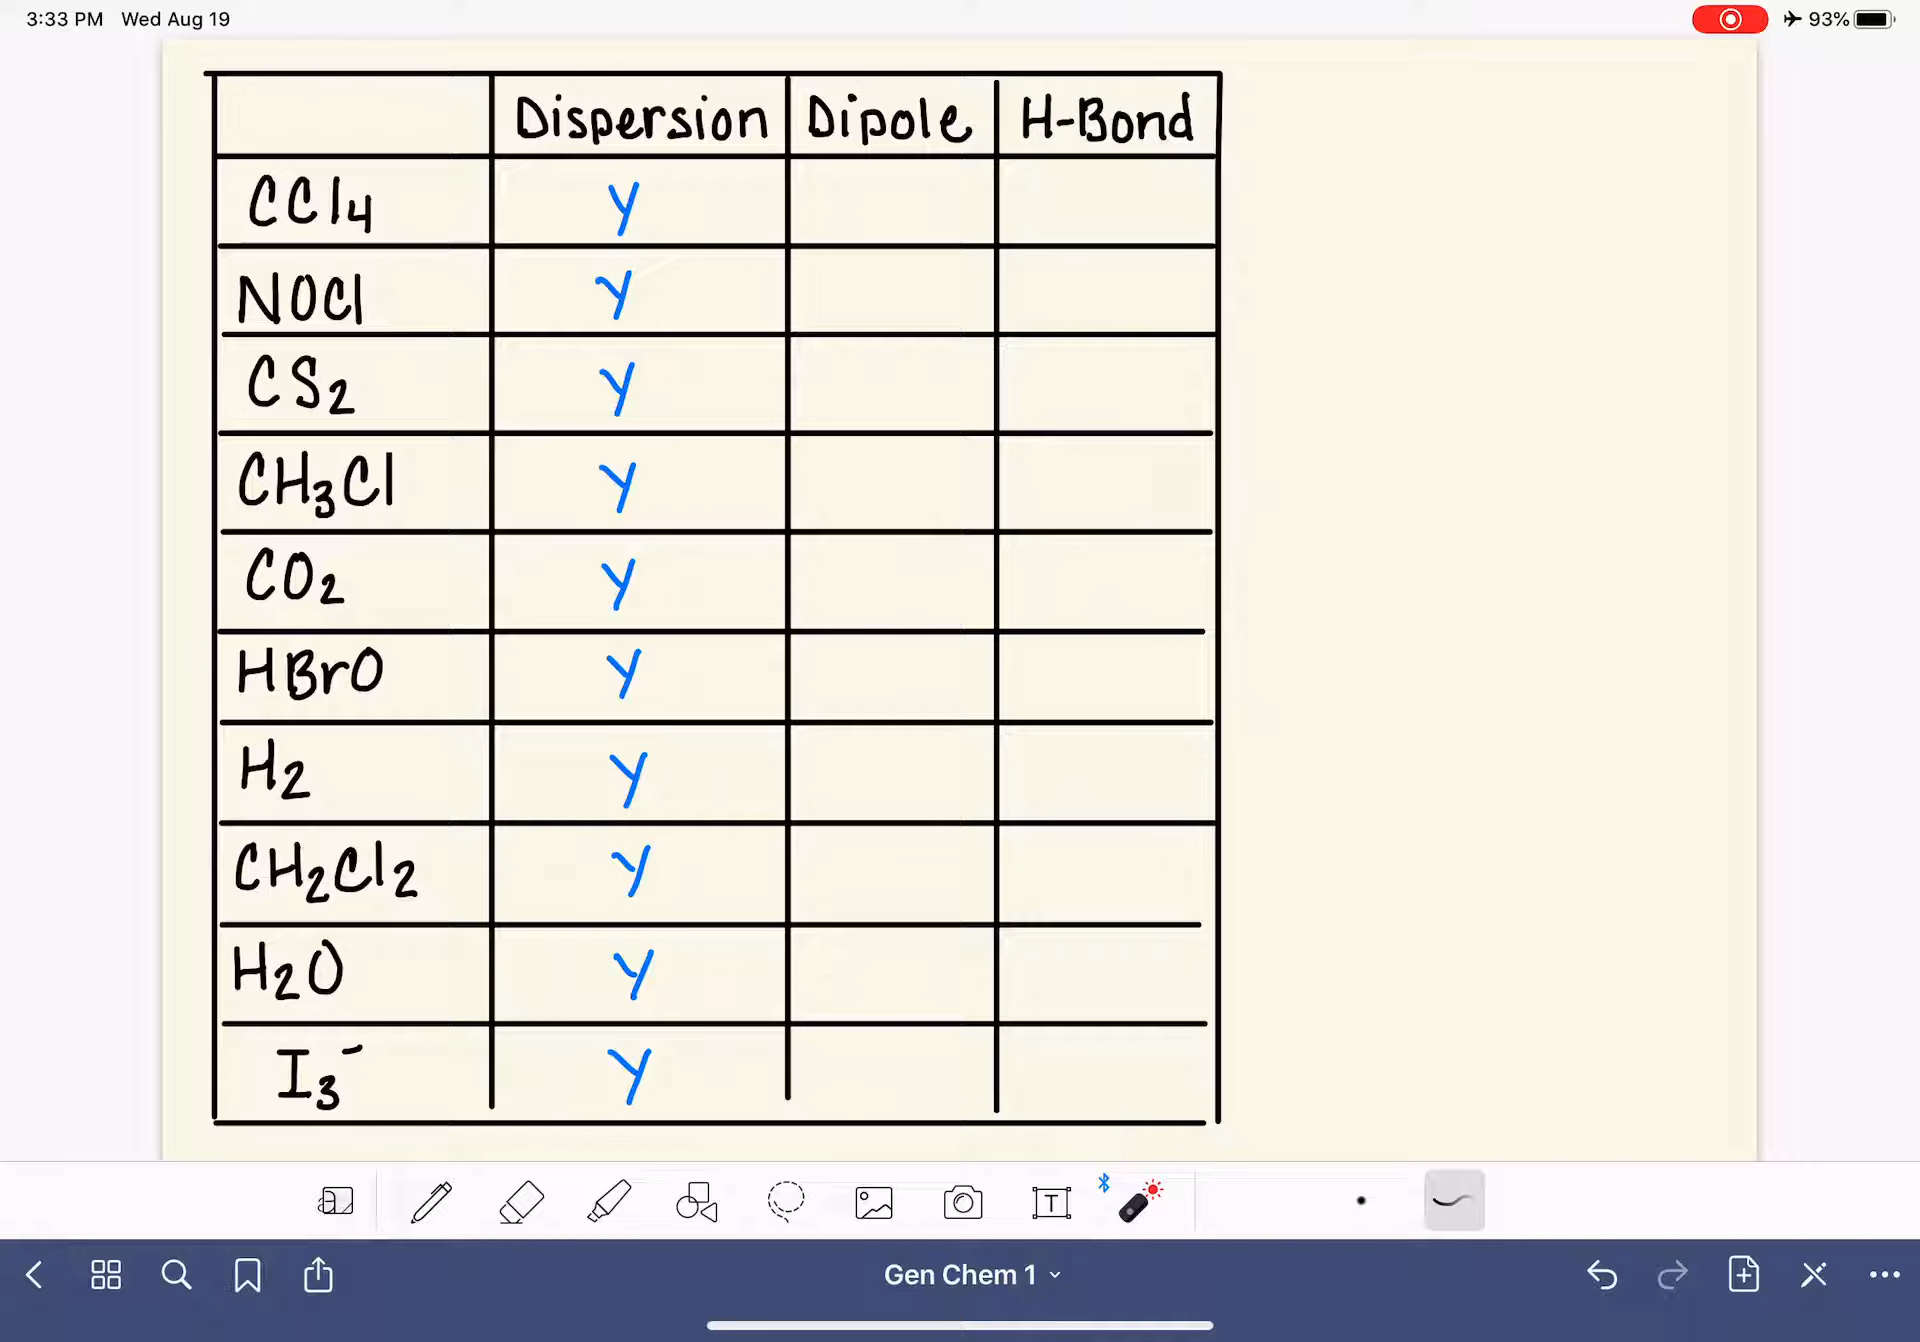 3:33 PM Wed Aug 19 93%
Dispersion Dipole H-Bond
CCl4 Y
NOCl Y
CS2 Y
CH3Cl Y
CO2 Y
HBrO Y
H2 Y
CH2Cl2 Y
H2O Y
I3- Y
a T
Gen Chem 1